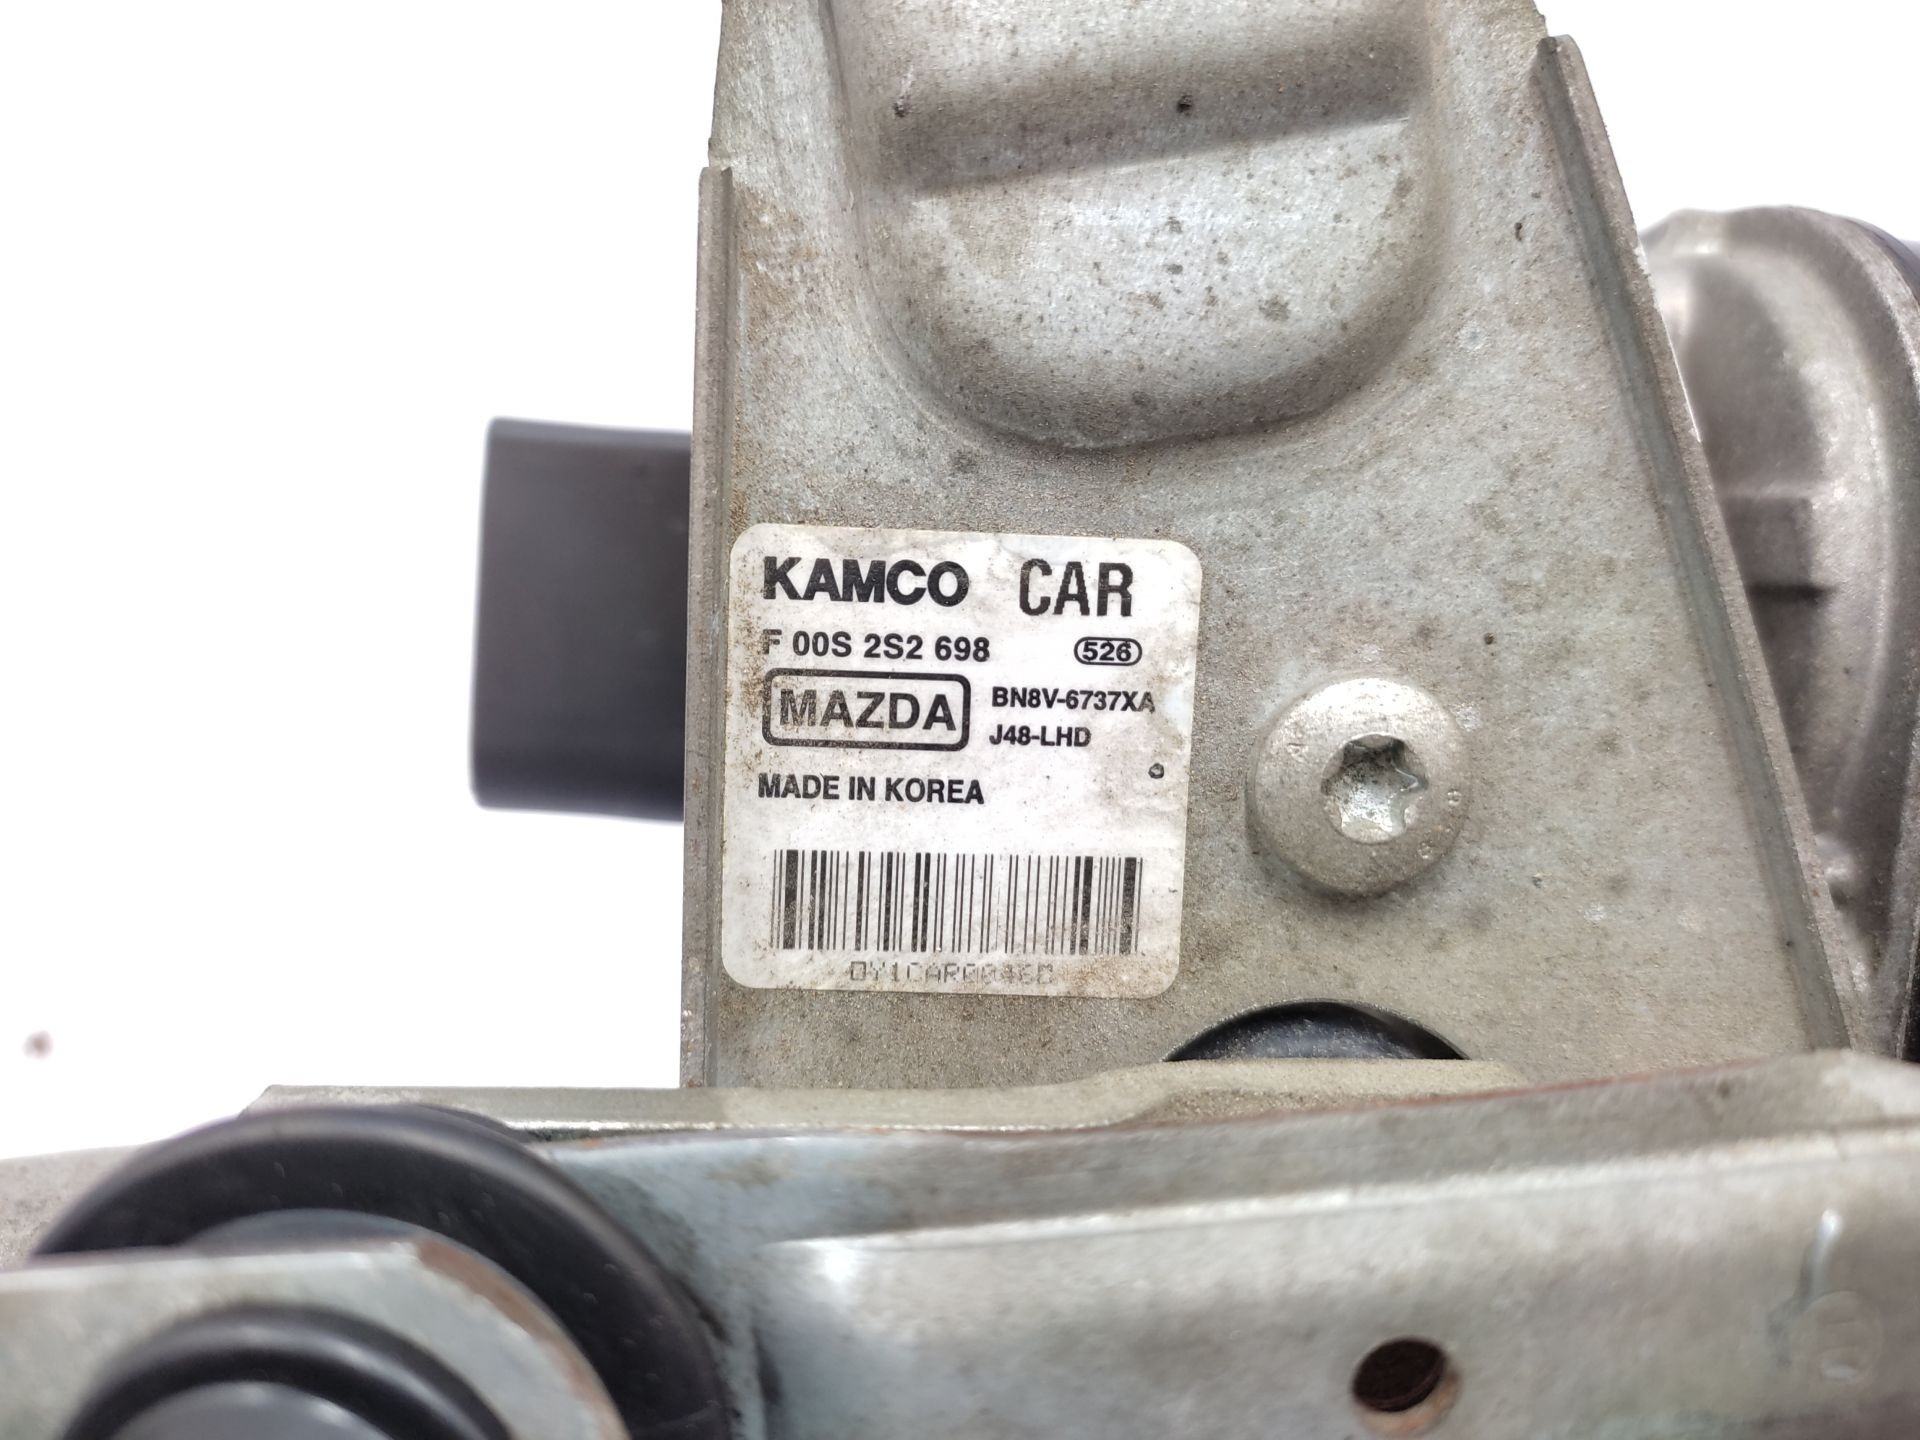 KAMCO CAR
F 00S 2S2 698 526
MAZDA BN8V-6737XA
J48-LHD
MADE IN KOREA